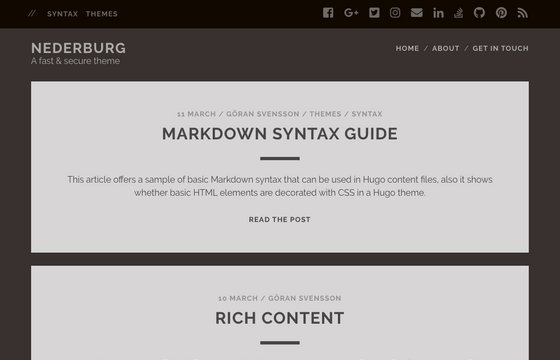 // SYNTAX THEMES
NEDERBURG
A fast & secure theme
HOME / ABOUT / GET IN TOUCH
11 MARCH / GÖRAN SVENSSON / THEMES / SYNTAX
MARKDOWN SYNTAX GUIDE
This article offers a sample of basic Markdown syntax that can be used in Hugo content files, also it shows
whether basic HTML elements are decorated with CSS in a Hugo theme.
READ THE POST
10 MARCH / GÖRAN SVENSSON
RICH CONTENT